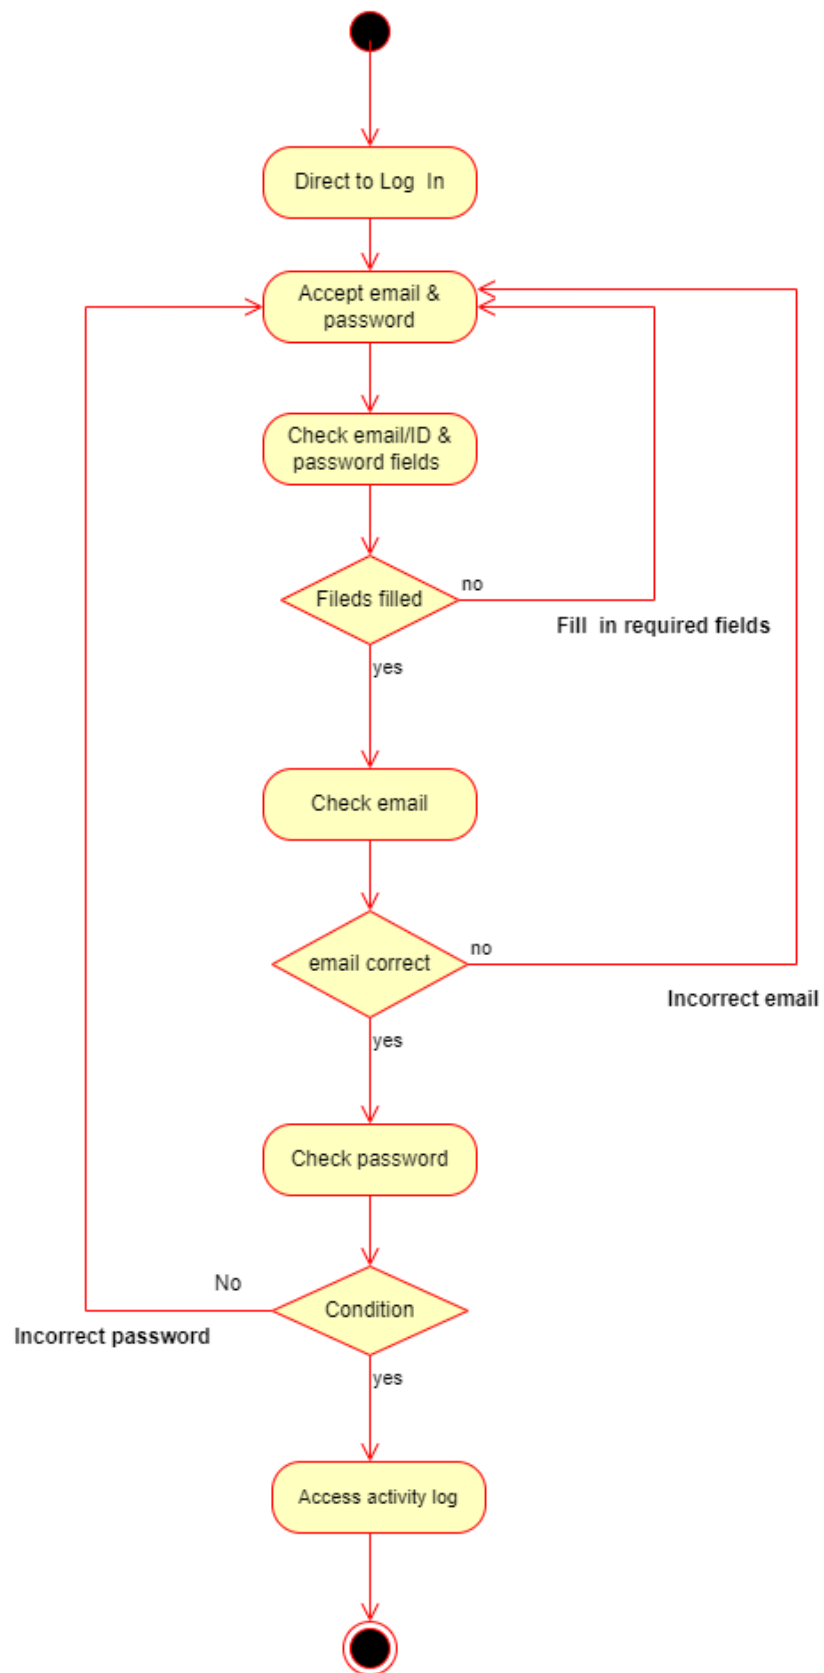 Direct to Log  In
Accept email &
password
Check email/ID &
password fields
Fileds filled
no
Fill  in required fields
yes
Check email
email correct
no
Incorrect email
yes
Check password
No
Condition
Incorrect password
yes
Access activity log